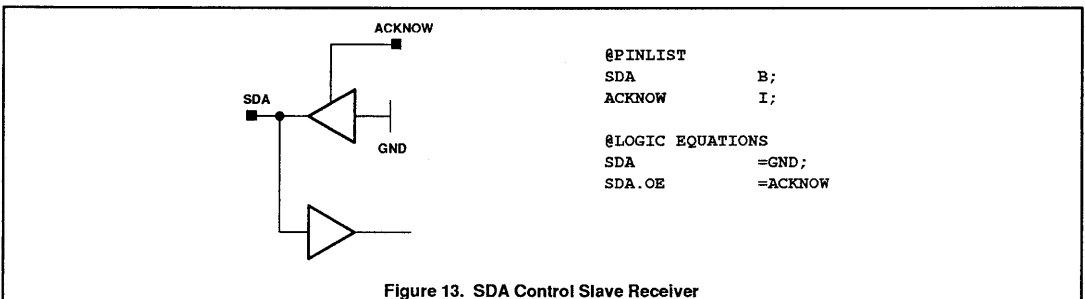 ACKNOW
SDA
GND
@PINLIST
SDA B;
ACKNOW I;
@LOGIC EQUATIONS
SDA =GND;
SDA.OE =ACKNOW
Figure 13. SDA Control Slave Receiver